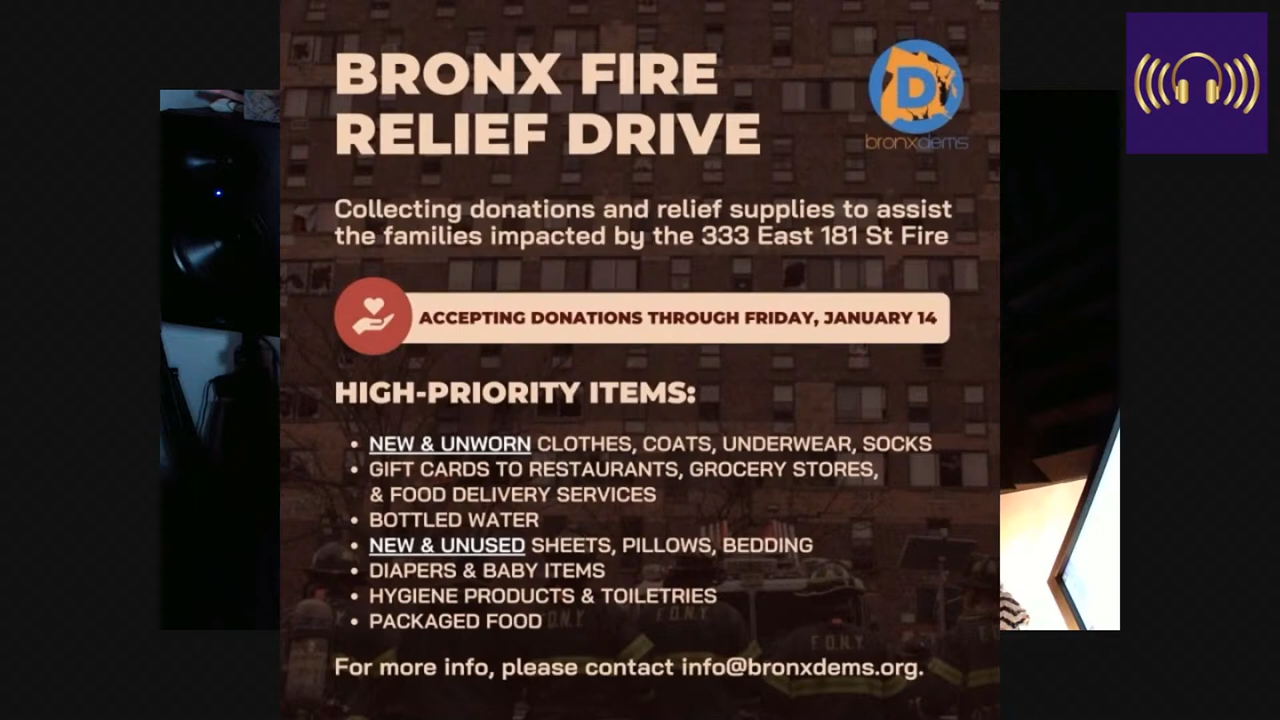 BRONX FIRE
RELIEF DRIVE
D
bronxdems
Collecting donations and relief supplies to assist
the families impacted by the 333 East 181 St Fire
ACCEPTING DONATIONS THROUGH FRIDAY, JANUARY 14
HIGH-PRIORITY ITEMS:
• NEW & UNWORN CLOTHES, COATS, UNDERWEAR, SOCKS
• GIFT CARDS TO RESTAURANTS, GROCERY STORES,
& FOOD DELIVERY SERVICES
• BOTTLED WATER
• NEW & UNUSED SHEETS, PILLOWS, BEDDING
• DIAPERS & BABY ITEMS
• HYGIENE PRODUCTS & TOILETRIES
• PACKAGED FOOD
F.D.N.Y
F.D.N.Y
For more info, please contact info@bronxdems.org.